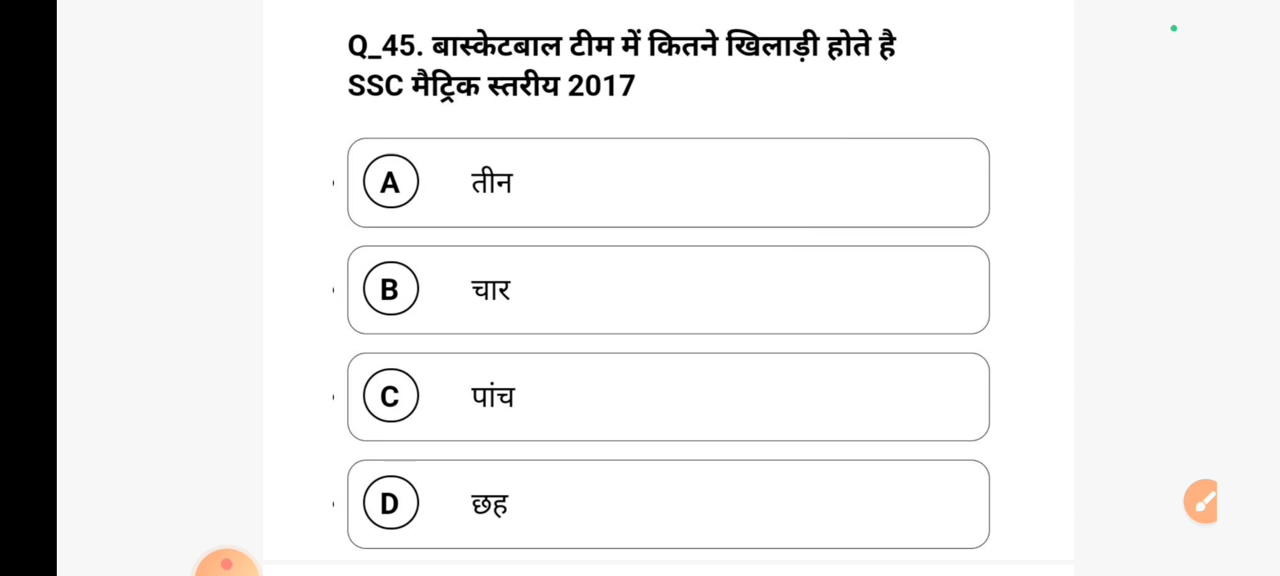 Q_45. बास्केटबाल टीम में कितने खिलाड़ी होते है
SSC मैट्रिक स्तरीय 2017
A तीन
B चार
C पांच
D छह